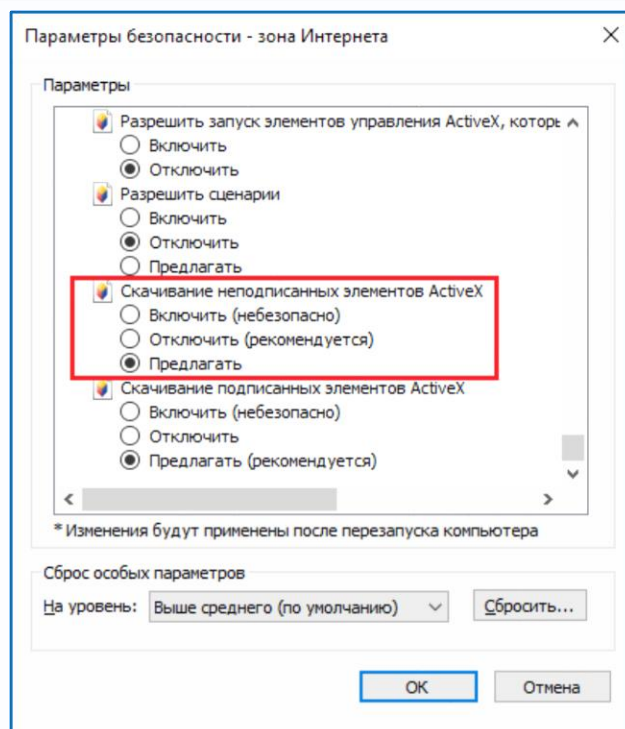 Параметры безопасности - зона Интернета
Параметры
Разрешить запуск элементов управления ActiveX, которы
Включить
Отключить
Разрешить сценарии
Включить
Отключить
Предлагать
Скачивание неподписанных элементов ActiveX
Включить (небезопасно)
Отключить (рекомендуется)
Предлагать
Скачивание подписанных элементов ActiveX
Включить (небезопасно)
Отключить
Предлагать (рекомендуется)
* Изменения будут применены после перезапуска компьютера
Сброс особых параметров
На уровень: Выше среднего (по умолчанию) Сбросить...
ОК Отмена